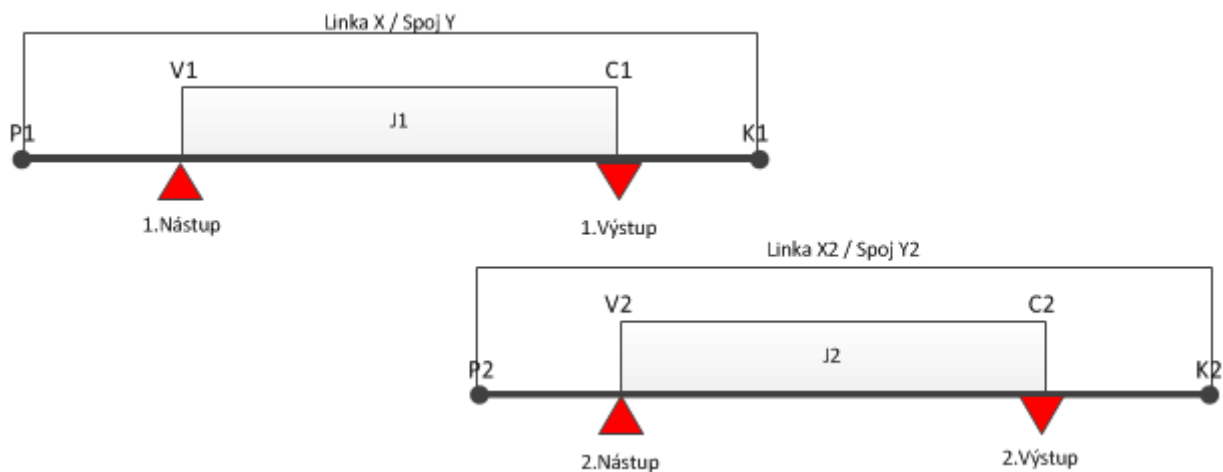 Linka X / Spoj Y
V1
C1
J1
P1
K1
1.Nástup
1.Výstup
Linka X2 / Spoj Y2
V2
C2
J2
P2
K2
2.Nástup
2.Výstup